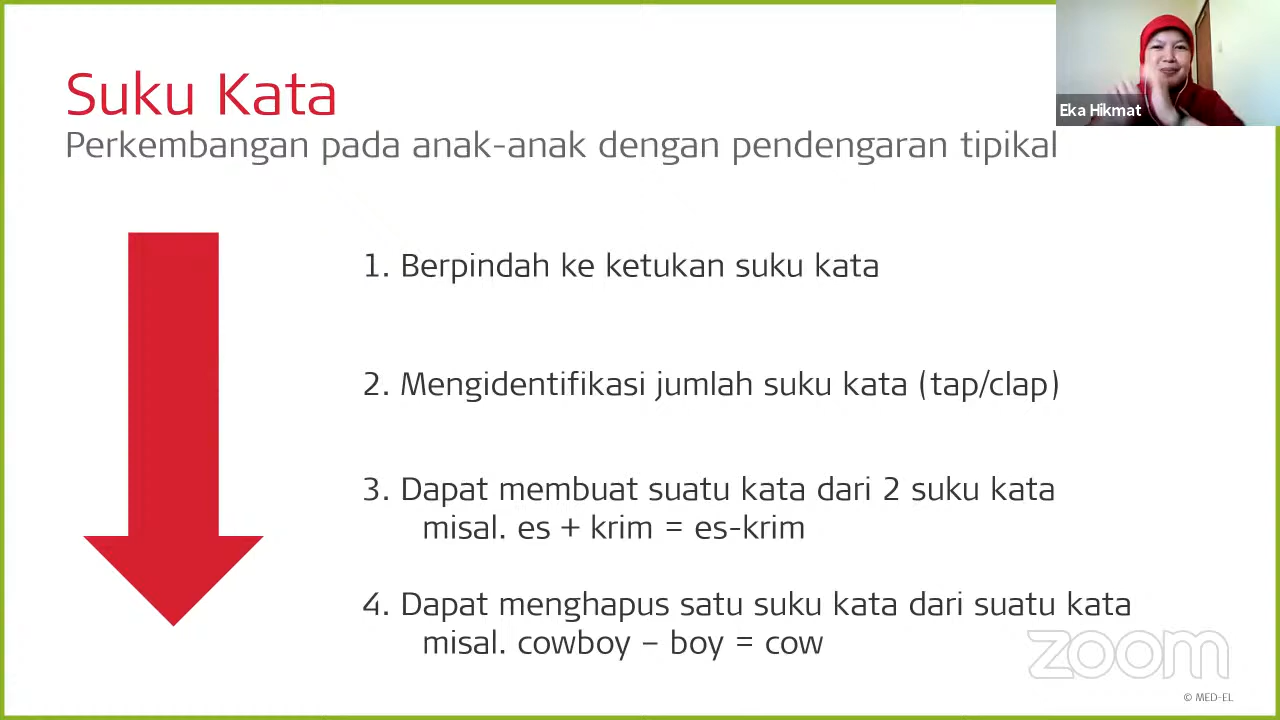 Suku Kata
Perkembangan pada anak-anak dengan pendengaran tipikal
Eka Hikmat
1. Berpindah ke ketukan suku kata
2. Mengidentifikasi jumlah suku kata (tap/clap)
3. Dapat membuat suatu kata dari 2 suku kata
misal. es + krim = es-krim
4. Dapat menghapus satu suku kata dari suatu kata
misal. cowboy – boy = cow
zoom
© MED-EL